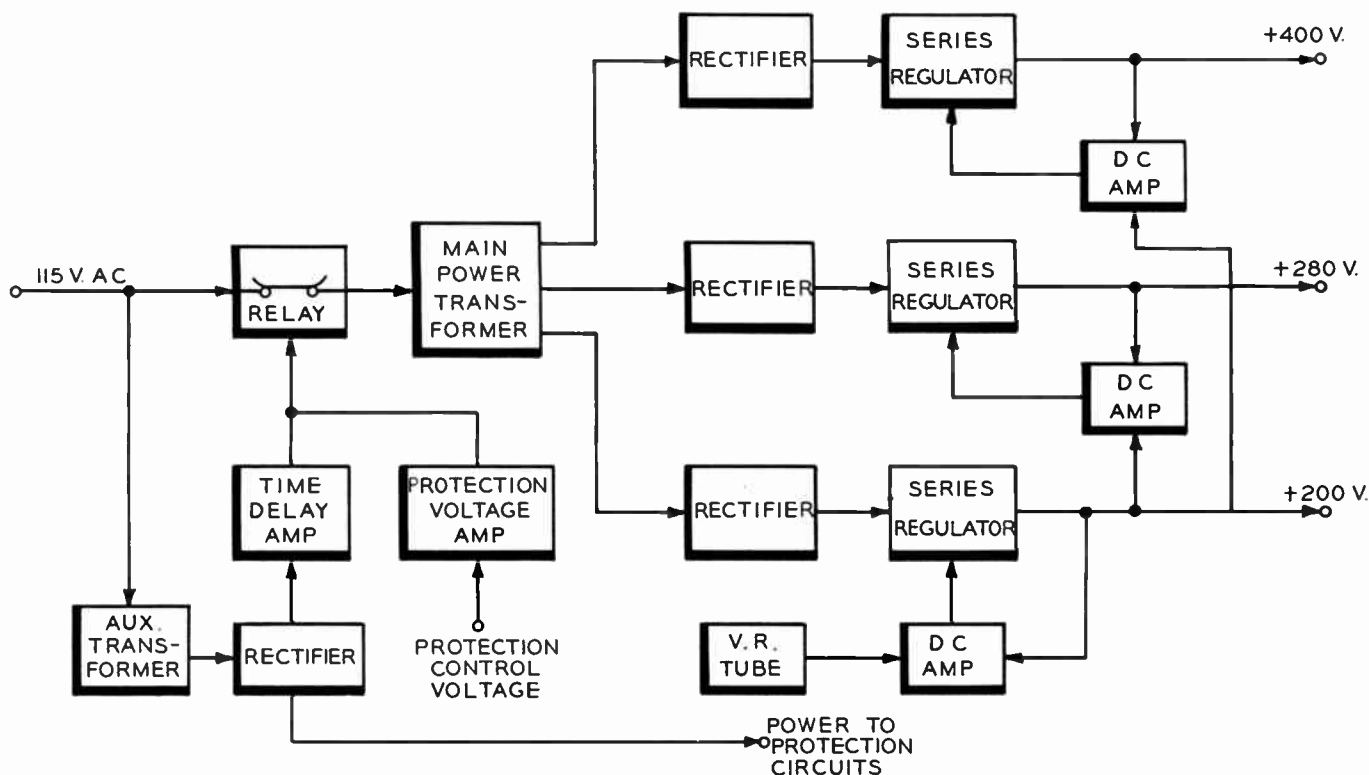 RECTIFIER
SERIES
REGULATOR
+400 V.
DC
AMP
115 V. AC
RELAY
MAIN
POWER
TRANS-
FORMER
RECTIFIER
SERIES
REGULATOR
+280 V.
DC
AMP
TIME
DELAY
AMP
PROTECTION
VOLTAGE
AMP
RECTIFIER
SERIES
REGULATOR
+200 V.
AUX.
TRANS-
FORMER
RECTIFIER
PROTECTION
CONTROL
VOLTAGE
V.R.
TUBE
DC
AMP
POWER TO
PROTECTION
CIRCUITS